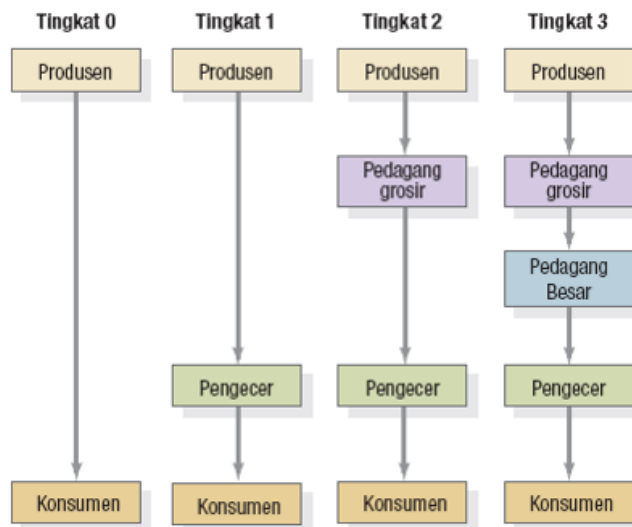 Tingkat 0
Tingkat 1
Tingkat 2
Tingkat 3
Produsen
Produsen
Produsen
Produsen
Pedagang
grosir
Pedagang
grosir
Pedagang
Besar
Pengecer
Pengecer
Pengecer
Konsumen
Konsumen
Konsumen
Konsumen